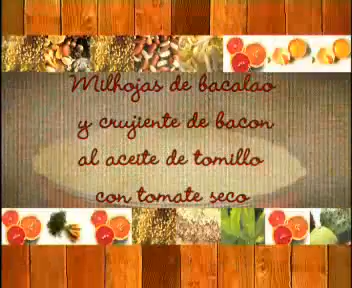 Milhojas de bacalao
y crujiente de bacon
al aceite de tomillo
con tomate seco